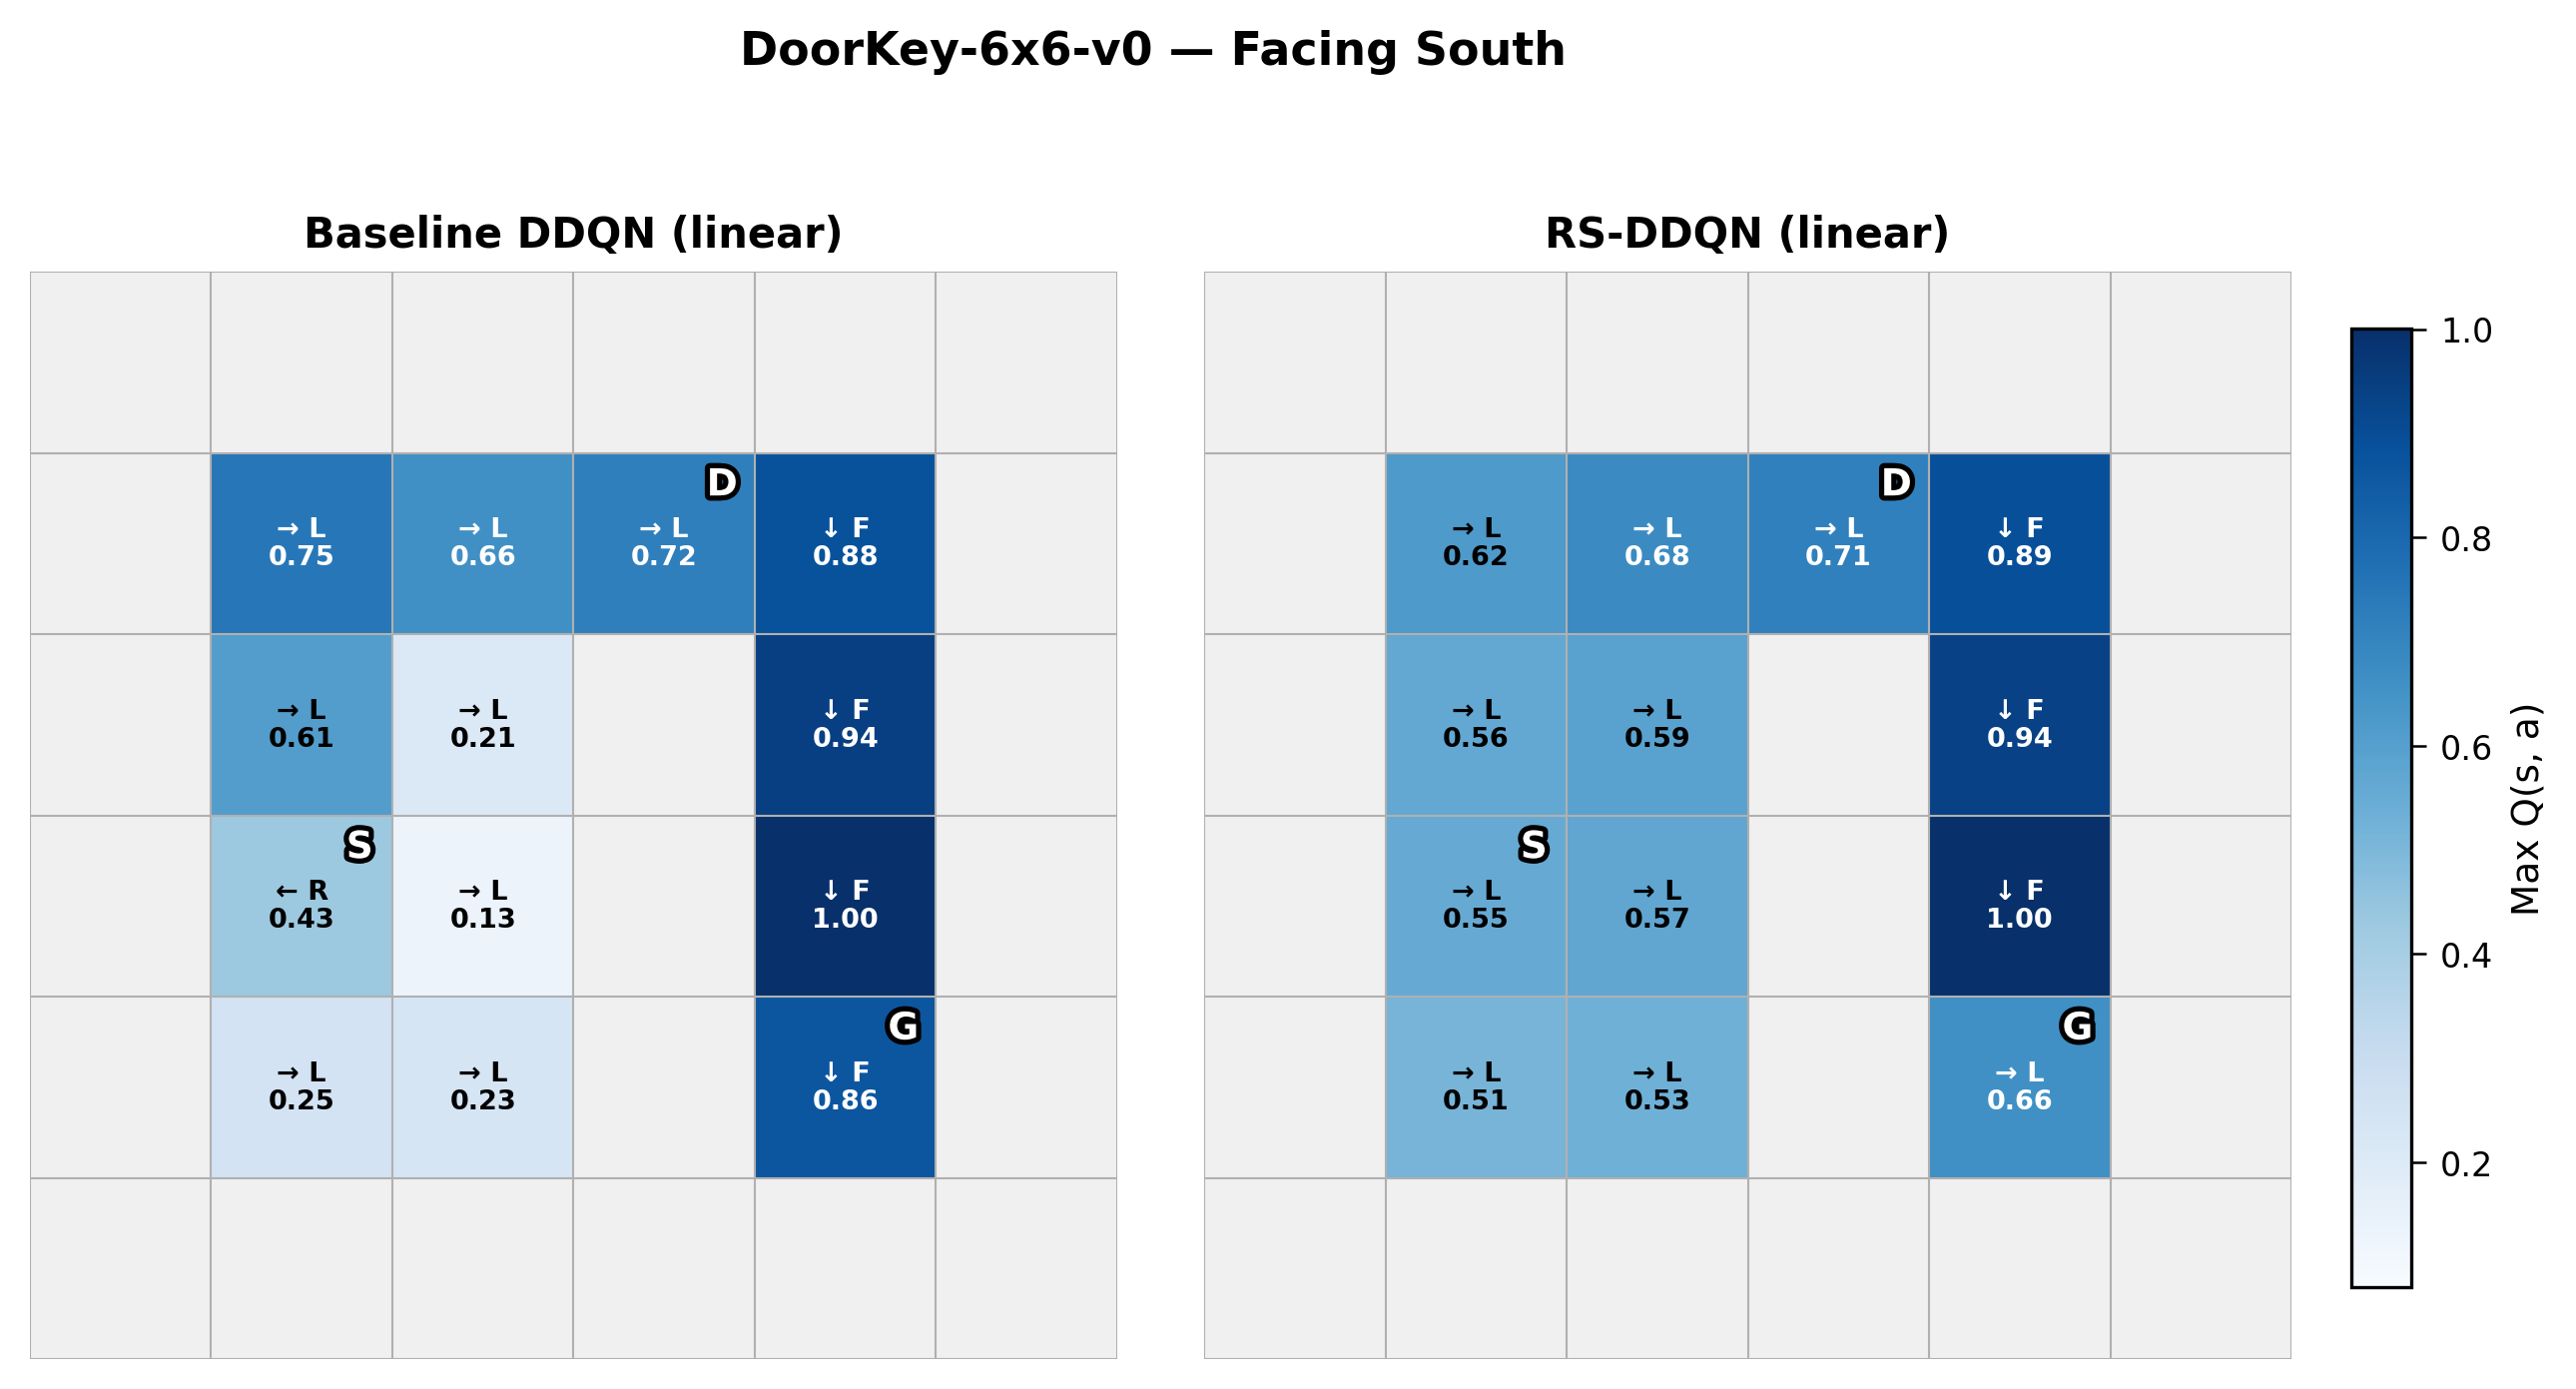 DoorKey-6x6-v0 — Facing South
Baseline DDQN (linear)
D
→ L
0.75
→ L
0.66
→ L
0.72
↓ F
0.88
→ L
0.61
→ L
0.21
↓ F
0.94
S
← R
0.43
→ L
0.13
↓ F
1.00
G
→ L
0.25
→ L
0.23
↓ F
0.86
RS-DDQN (linear)
D
→ L
0.62
→ L
0.68
→ L
0.71
↓ F
0.89
→ L
0.56
→ L
0.59
↓ F
0.94
S
→ L
0.55
→ L
0.57
↓ F
1.00
G
→ L
0.51
→ L
0.53
→ L
0.66
1.0
0.8
0.6
0.4
0.2
Max Q(s, a)